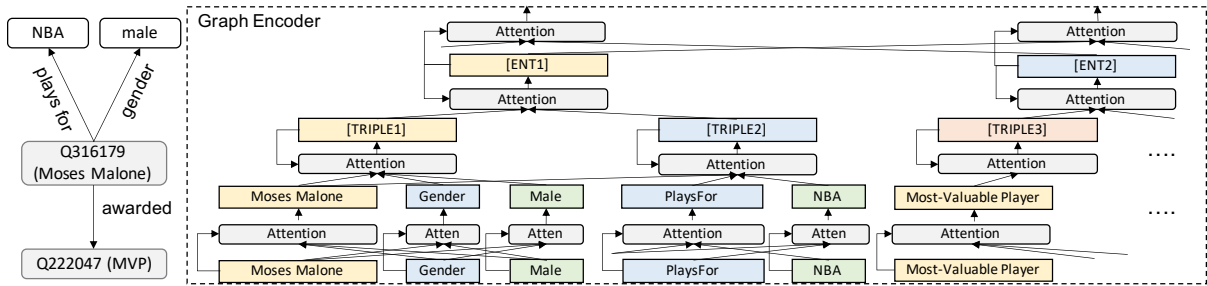 NBA
male
plays for
gender
Q316179
(Moses Malone)
awarded
Q222047 (MVP)
Graph Encoder
Attention
Attention
[ENT1]
[ENT2]
Attention
Attention
[TRIPLE1]
[TRIPLE2]
[TRIPLE3]
Attention
Attention
Attention
....
Moses Malone
Gender
Male
PlaysFor
NBA
Most-Valuable Player
....
Attention
Atten
Atten
Attention
Atten
Attention
Moses Malone
Gender
Male
PlaysFor
NBA
Most-Valuable Player